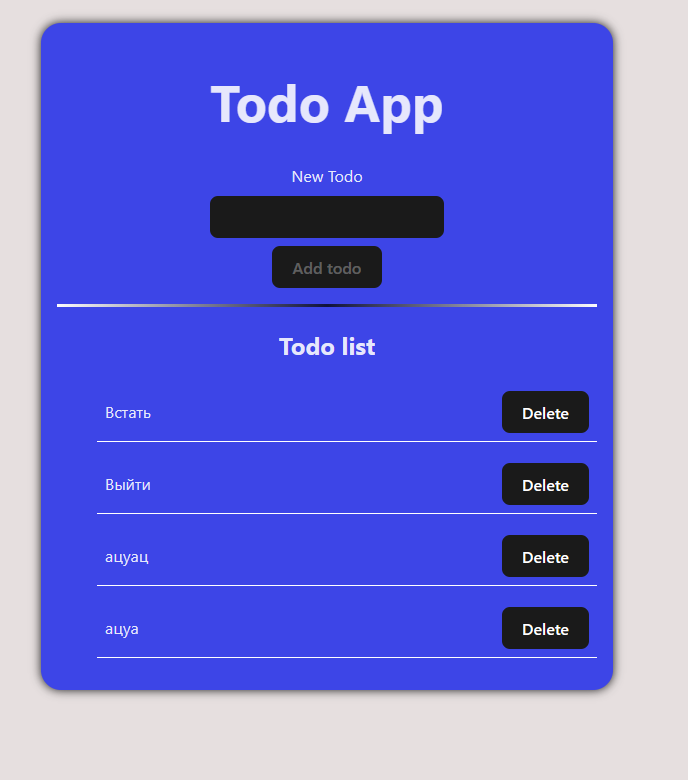 Todo App
New Todo
Add todo
Todo list
Встать
Delete
Выйти
Delete
ацуац
Delete
ацуа
Delete